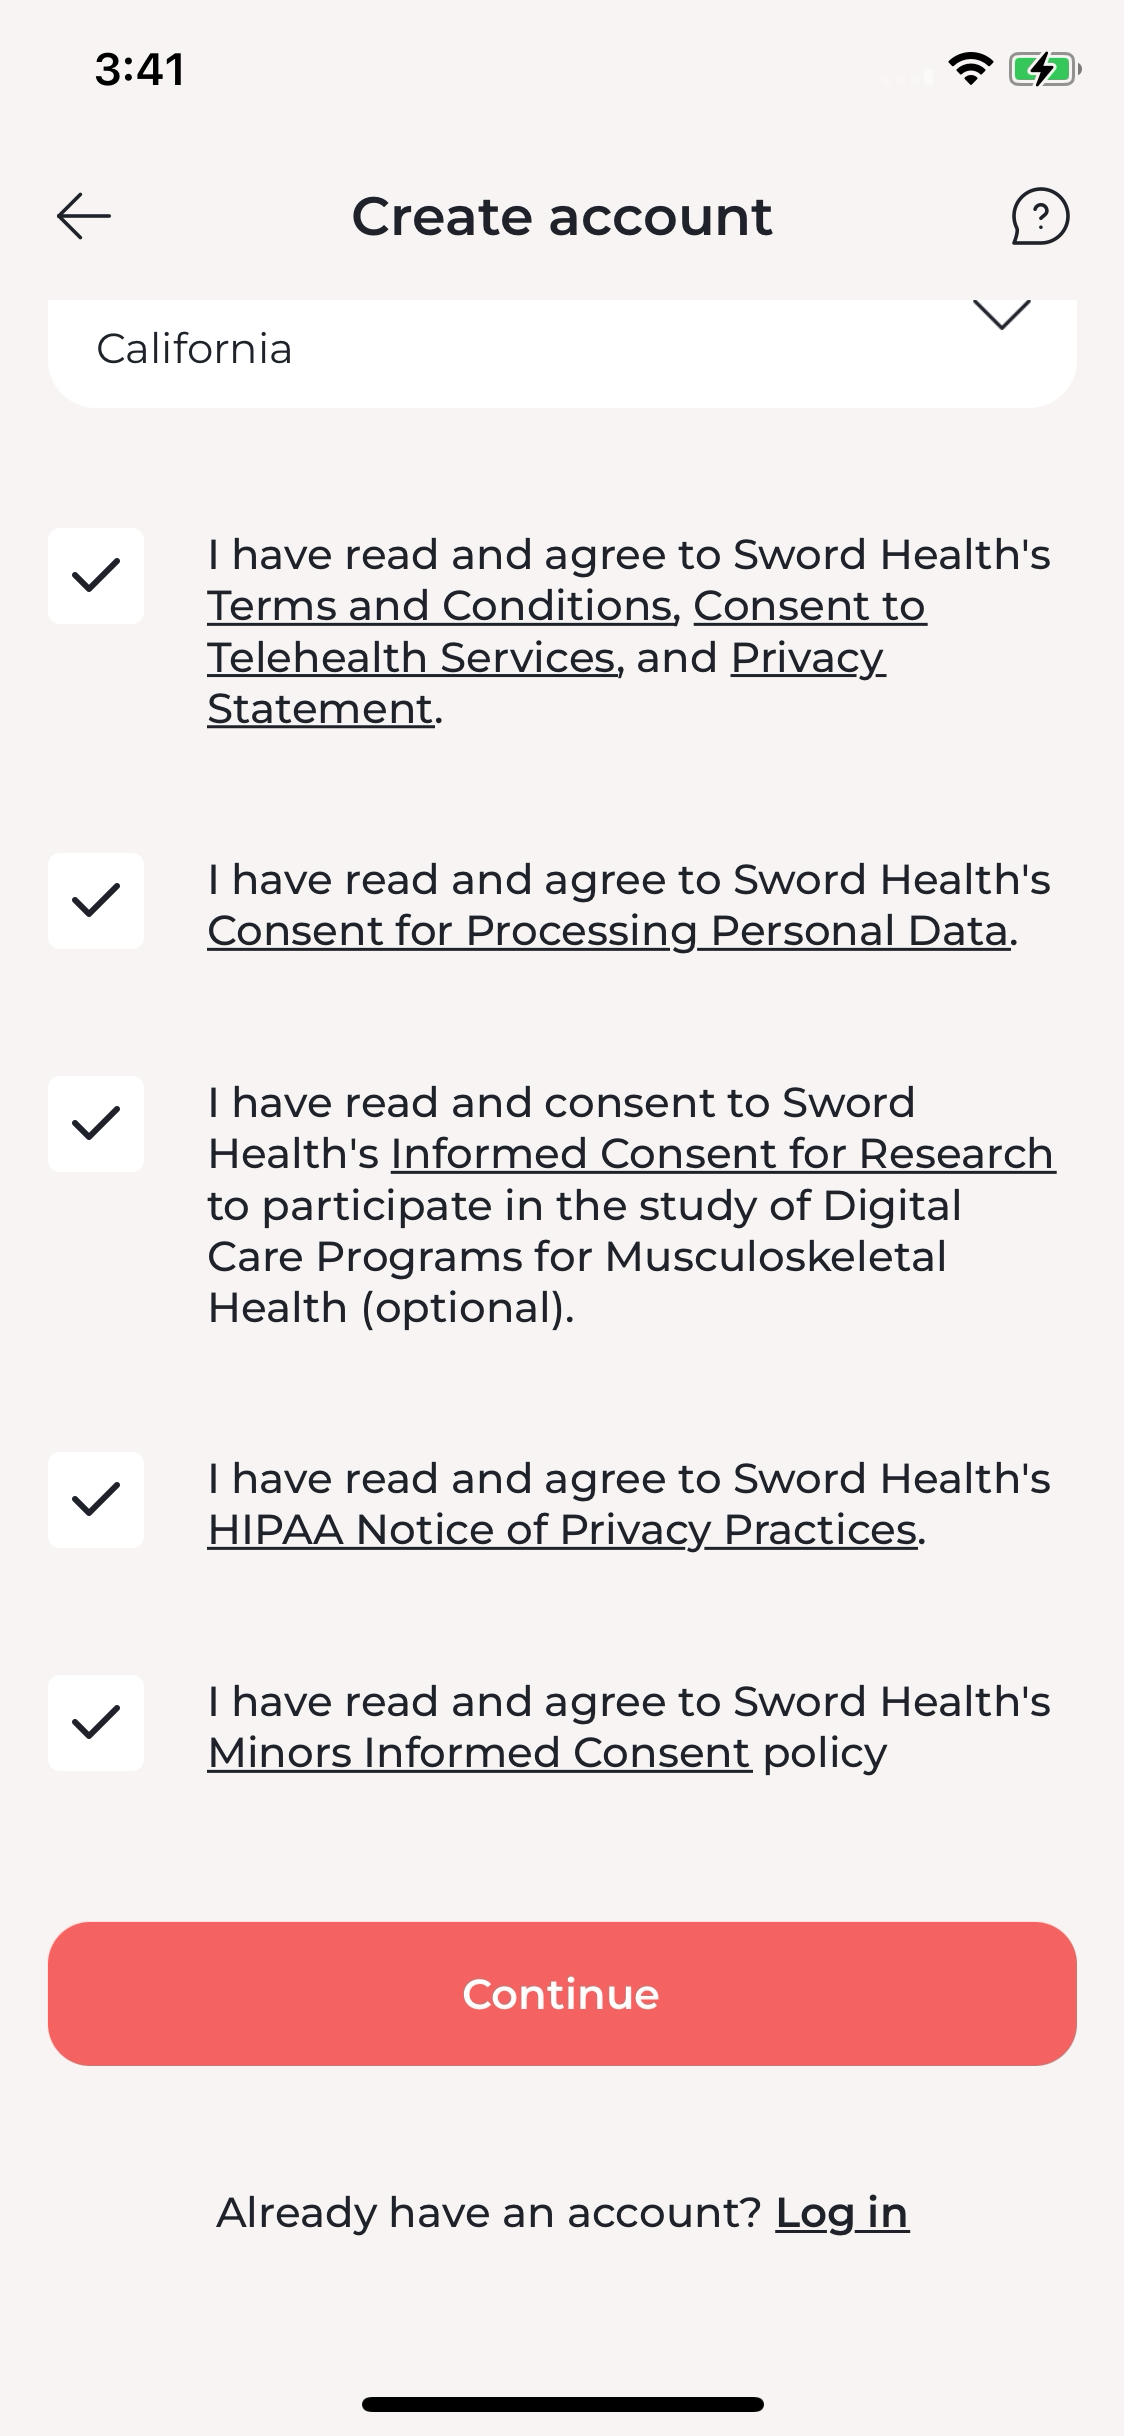 3:41
Create account
California
I have read and agree to Sword Health's
Terms and Conditions, Consent to
Telehealth Services, and Privacy
Statement.
I have read and agree to Sword Health's
Consent for Processing Personal Data.
I have read and consent to Sword
Health's Informed Consent for Research
to participate in the study of Digital
Care Programs for Musculoskeletal
Health (optional).
I have read and agree to Sword Health's
HIPAA Notice of Privacy Practices.
I have read and agree to Sword Health's
Minors Informed Consent policy
Continue
Already have an account? Log in